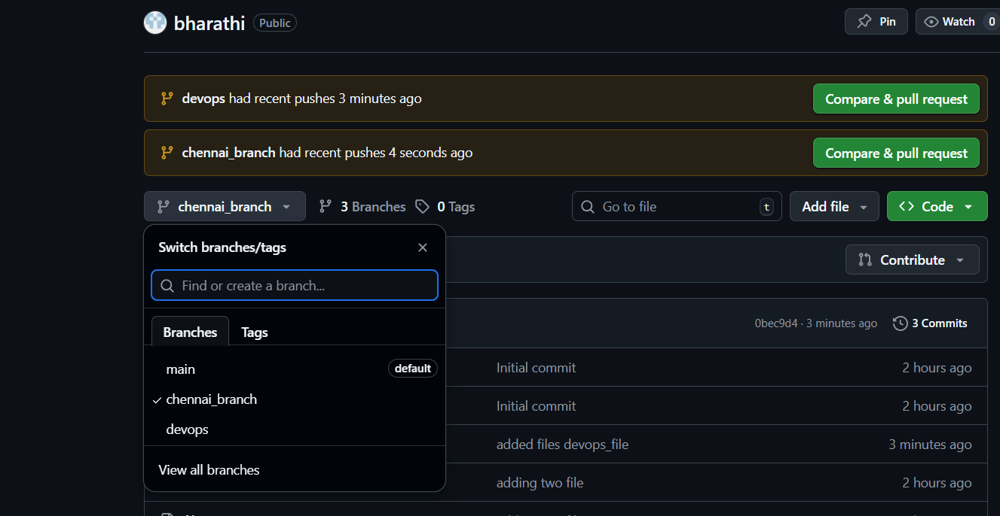 bharathi Public Pin Watch 0
devops had recent pushes 3 minutes ago Compare & pull request
chennai_branch had recent pushes 4 seconds ago Compare & pull request
chennai_branch 3 Branches 0 Tags Go to file t Add file Code
Switch branches/tags
Contribute
Find or create a branch...
0bec9d4 · 3 minutes ago 3 Commits
Branches Tags
main default Initial commit 2 hours ago
chennai_branch Initial commit 2 hours ago
devops added files devops_file 3 minutes ago
View all branches adding two file 2 hours ago